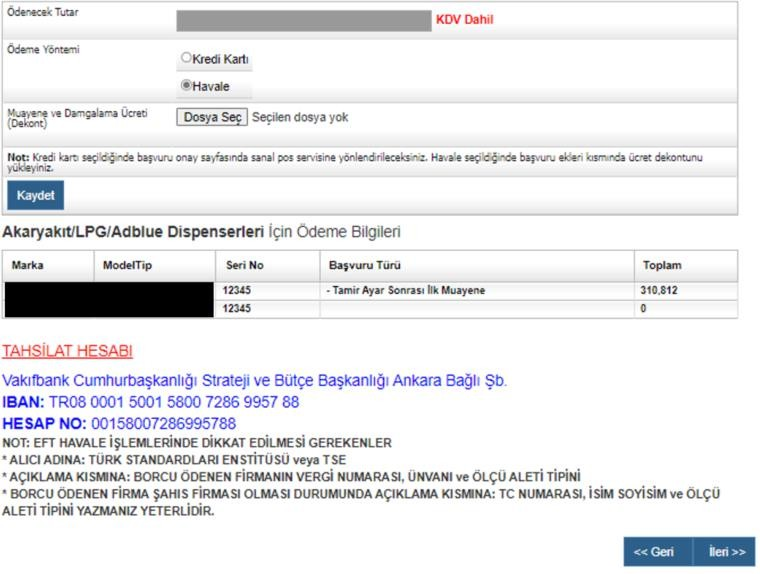 Ödenecek Tutar KDV Dahil
Ödeme Yöntemi
Kredi Kartı
Havale
Muayene ve Damgalama Ücreti
(Dekont)
Dosya Seç Seçilen dosya yok
Not: Kredi kartı seçildiğinde başvuru onay sayfasında sanal pos servisine yönlendirileceksiniz. Havale seçildiğinde başvuru ekleri kısmında ücret dekontunu
yükleyiniz.
Kaydet
Akaryakıt/LPG/Adblue Dispenserleri İçin Ödeme Bilgileri
Marka ModelTip Seri No Başvuru Türü Toplam
12345 - Tamir Ayar Sonrası İlk Muayene 310,812
12345 0
TAHSİLAT HESABI
Vakıfbank Cumhurbaşkanlığı Strateji ve Bütçe Başkanlığı Ankara Bağlı Şb.
IBAN: TR08 0001 5001 5800 7286 9957 88
HESAP NO: 00158007286995788
NOT: EFT HAVALE İŞLEMLERİNDE DİKKAT EDİLMESİ GEREKENLER
* ALICI ADINA: TÜRK STANDARDLARI ENSTİTÜSÜ veya TSE
* AÇIKLAMA KISMINA: BORCU ÖDENEN FİRMANIN VERGİ NUMARASI, ÜNVANI ve ÖLÇÜ ALETİ TİPİNİ
* BORCU ÖDENEN FİRMA ŞAHIS FİRMASI OLMASI DURUMUNDA AÇIKLAMA KISMINA: TC NUMARASI, İSİM SOYİSİM ve ÖLÇÜ
ALETİ TİPİNİ YAZMANIZ YETERLİDİR.
<< Geri İleri >>